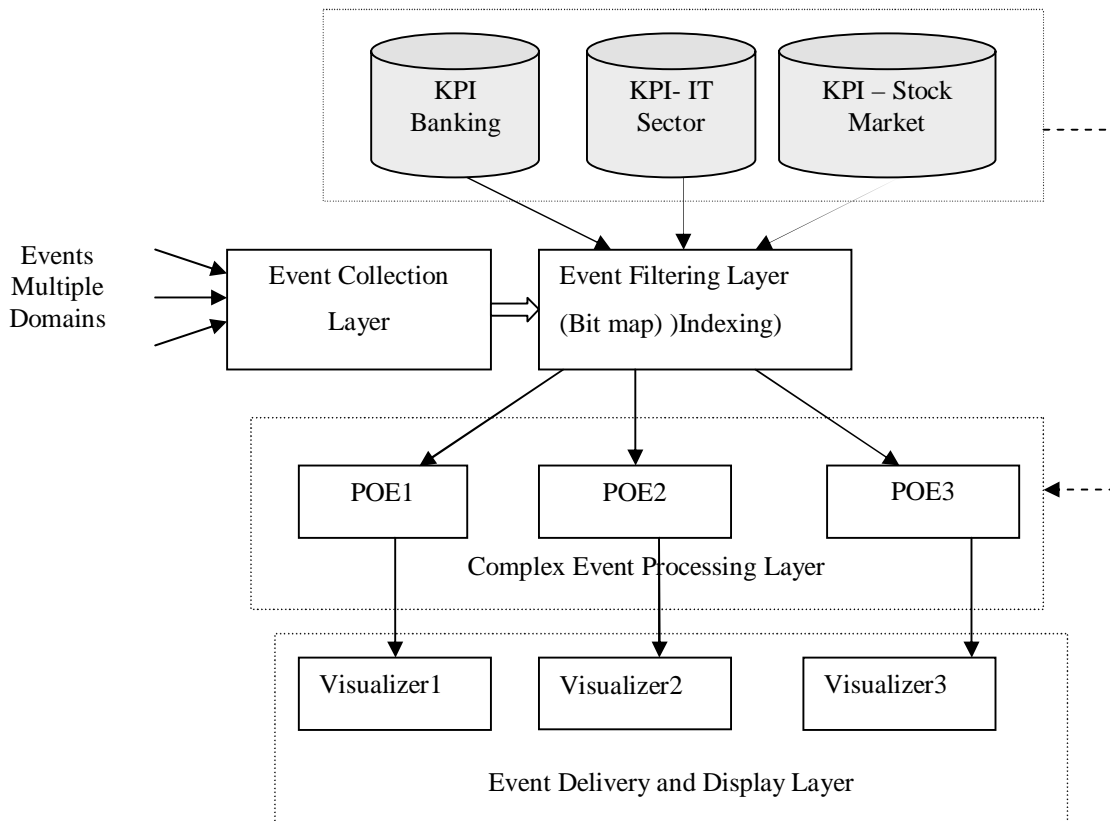 KPI
Banking
KPI- IT
Sector
KPI – Stock
Market
Events
Multiple
Domains
Event Collection
Layer
Event Filtering Layer
(Bit map) )Indexing)
POE1
POE2
POE3
Complex Event Processing Layer
Visualizer1
Visualizer2
Visualizer3
Event Delivery and Display Layer